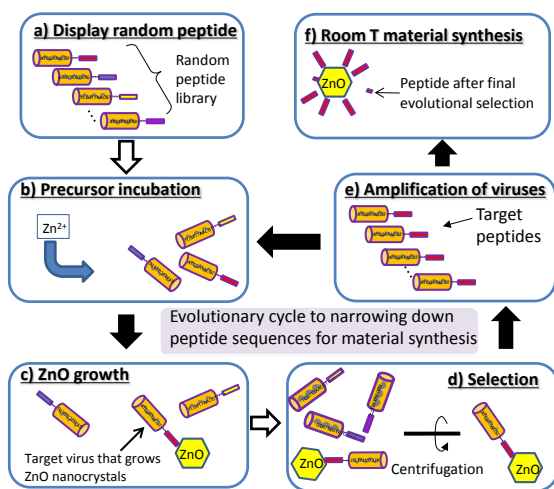 a) Display random peptide
Random
peptide
library
b) Precursor incubation
Zn²⁺
c) ZnO growth
Target virus that grows
ZnO nanocrystals
ZnO
d) Selection
ZnO
Centrifugation
ZnO
Evolutionary cycle to narrowing down
peptide sequences for material synthesis
e) Amplification of viruses
Target
peptides
f) Room T material synthesis
ZnO
Peptide after final
evolutional selection